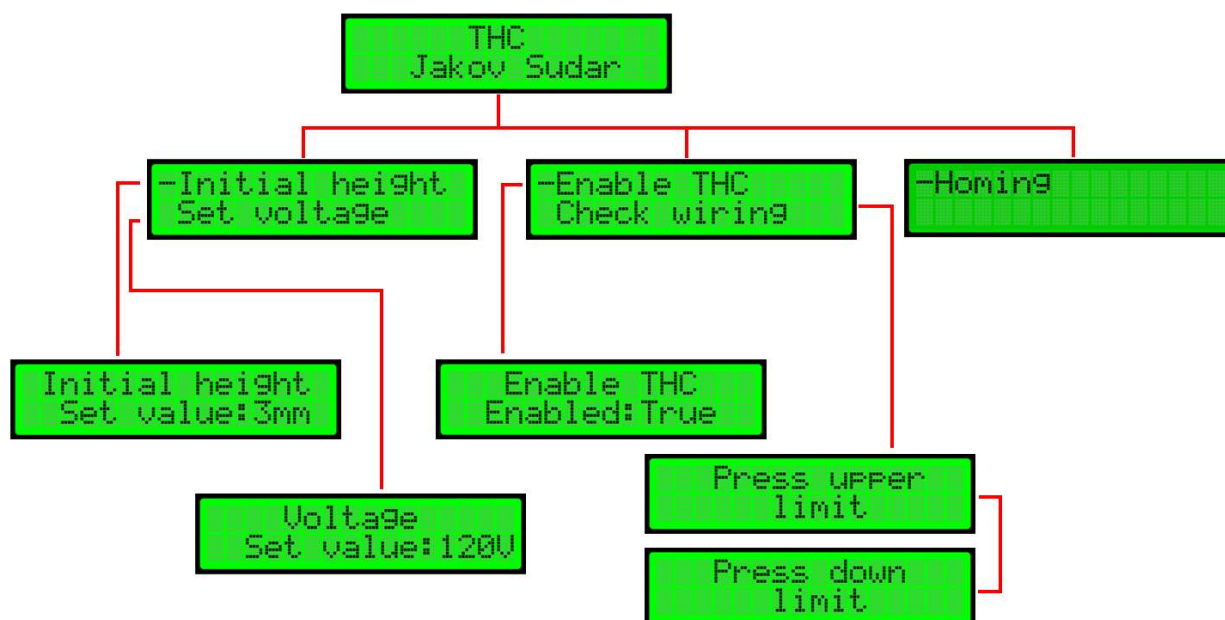 THC
Jakov Sudar
-Initial height
Set voltage
-Enable THC
Check wiring
-Homing
Initial height
Set value:3mm
Enable THC
Enabled:True
Press upper
limit
Voltage
Set value:120V
Press down
limit